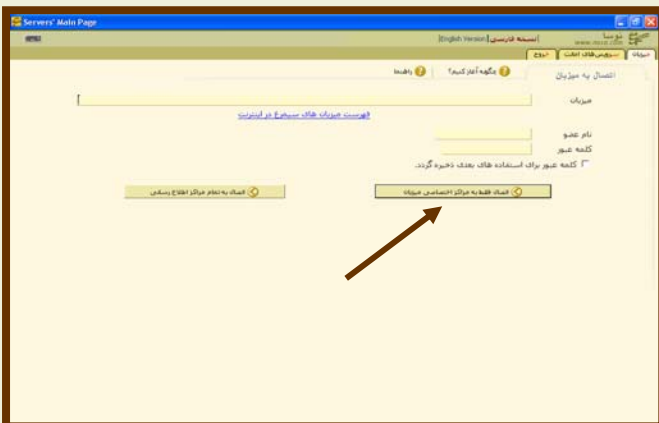 Servers' Main Page
[نسخه فارسی] [English Version]
نوسا
www.nosa.com
میزبان
سرویس‌های اعلت
خروج
اتصال به میزبان
چگونه آغاز کنیم؟
راهنما
میزبان
فهرست میزبان های سیمرغ در اینترنت
نام عضو
کلمه عبور
کلمه عبور برای استفاده های بعدی ذخیره گردد.
اتصال فقط به مراکز اختصاصی میزبان
اتصال به تمام مراکز اطلاع رسانی